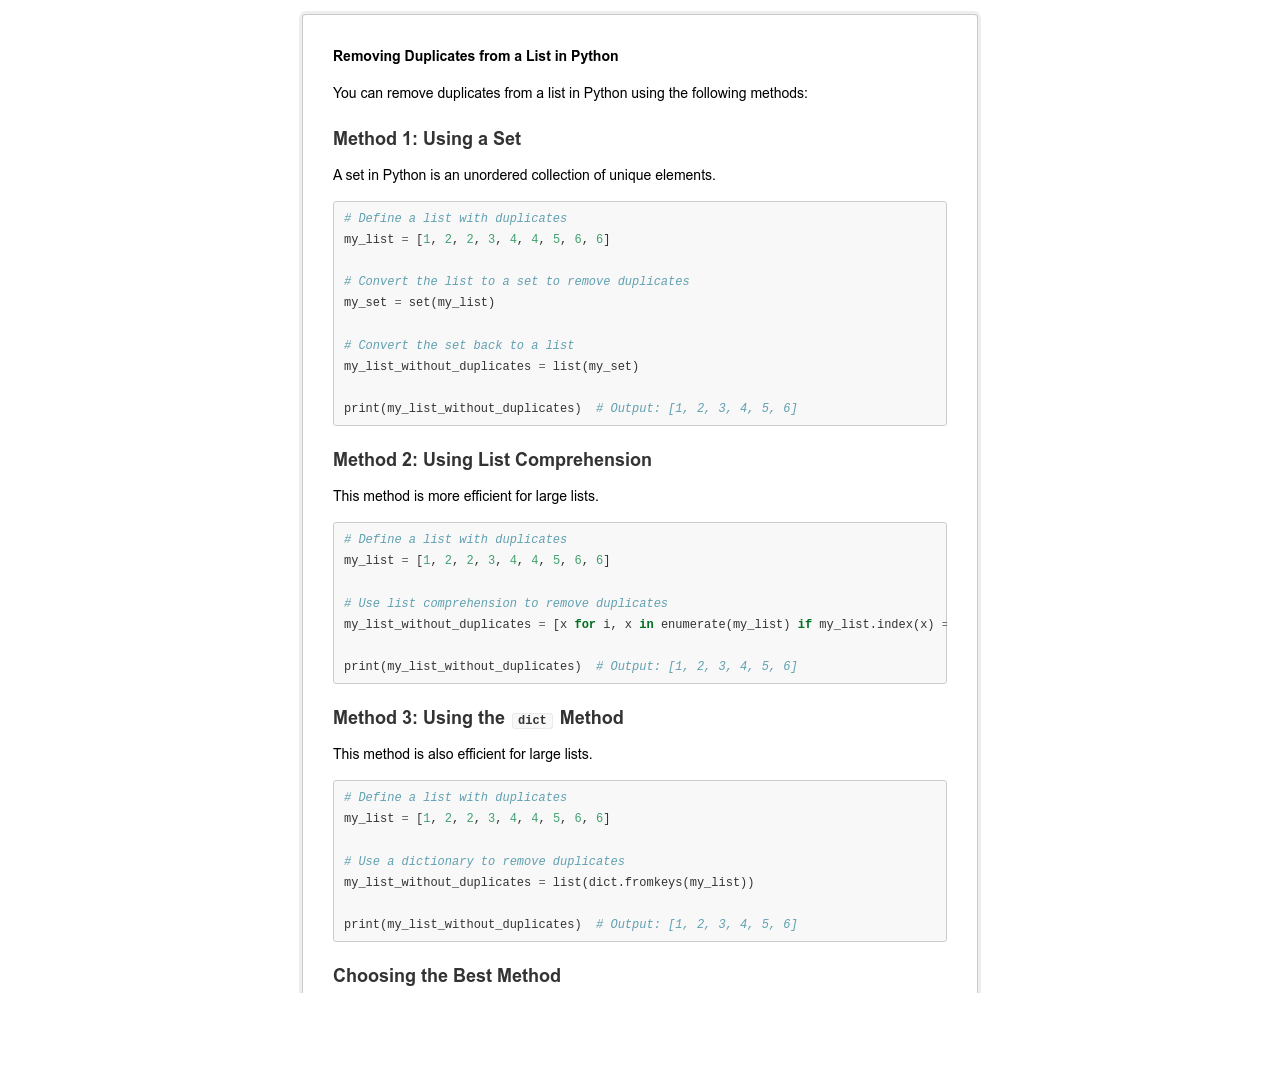 Removing Duplicates from a List in Python
You can remove duplicates from a list in Python using the following methods:
Method 1: Using a Set
A set in Python is an unordered collection of unique elements.
# Define a list with duplicates
my_list = [1, 2, 2, 3, 4, 4, 5, 6, 6]
# Convert the list to a set to remove duplicates
my_set = set(my_list)
# Convert the set back to a list
my_list_without_duplicates = list(my_set)
print(my_list_without_duplicates)  # Output: [1, 2, 3, 4, 5, 6]
Method 2: Using List Comprehension
This method is more efficient for large lists.
# Define a list with duplicates
my_list = [1, 2, 2, 3, 4, 4, 5, 6, 6]
# Use list comprehension to remove duplicates
my_list_without_duplicates = [x for i, x in enumerate(my_list) if my_list.index(x) =
print(my_list_without_duplicates)  # Output: [1, 2, 3, 4, 5, 6]
Method 3: Using the dict Method
This method is also efficient for large lists.
# Define a list with duplicates
my_list = [1, 2, 2, 3, 4, 4, 5, 6, 6]
# Use a dictionary to remove duplicates
my_list_without_duplicates = list(dict.fromkeys(my_list))
print(my_list_without_duplicates)  # Output: [1, 2, 3, 4, 5, 6]
Choosing the Best Method